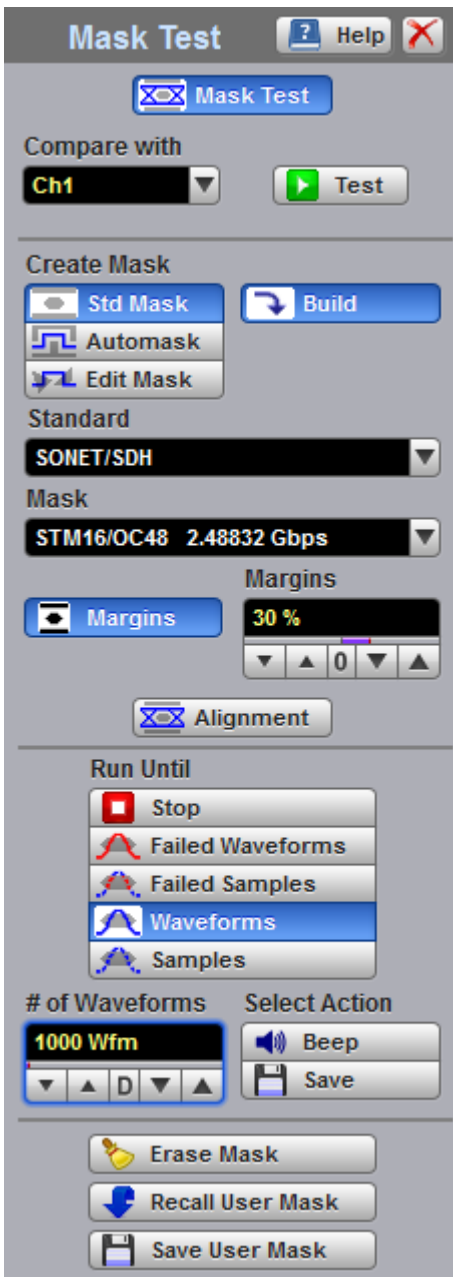 Mask Test
? Help
Mask Test
Compare with
Ch1
Test
Create Mask
Std Mask
Build
Automask
Edit Mask
Standard
SONET/SDH
Mask
STM16/OC48 2.48832 Gbps
Margins
Margins
30 %
0
Alignment
Run Until
Stop
Failed Waveforms
Failed Samples
Waveforms
Samples
# of Waveforms
Select Action
1000 Wfm
Beep
D
Save
Erase Mask
Recall User Mask
Save User Mask